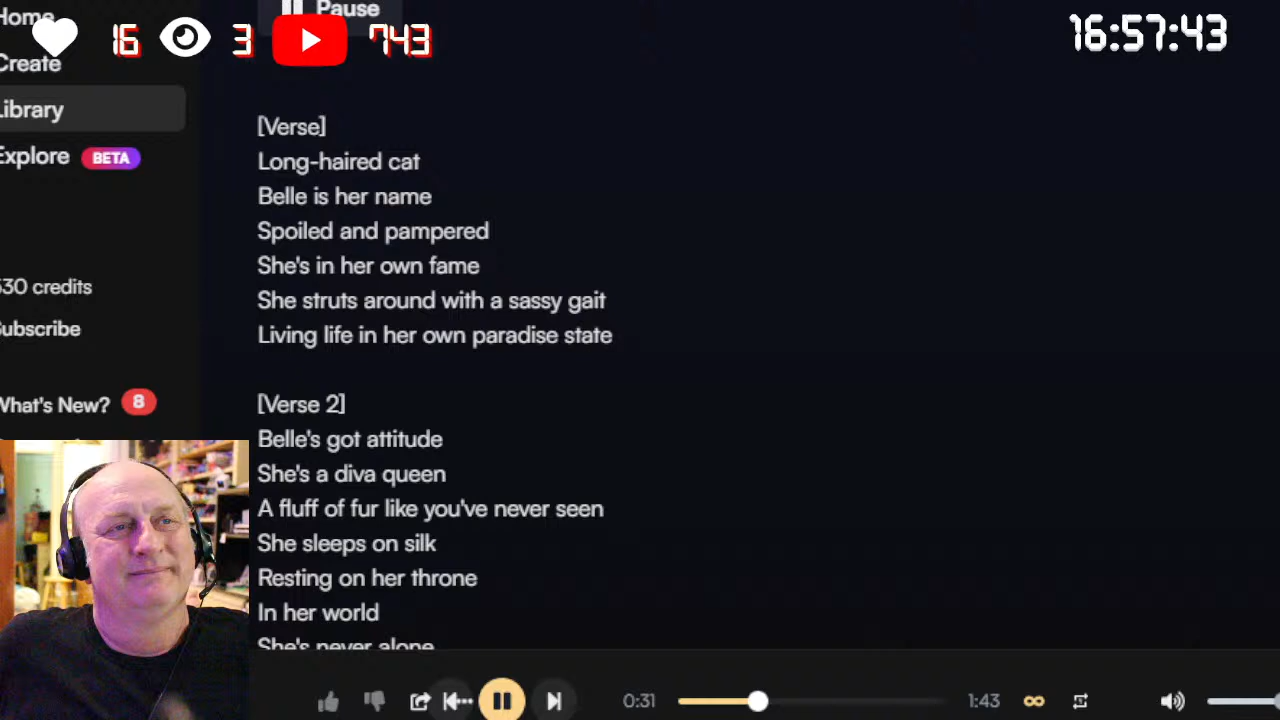 Home
Pause
16
3
743
16:57:43
Create
Library
Explore BETA
[Verse]
Long-haired cat
Belle is her name
Spoiled and pampered
She's in her own fame
She struts around with a sassy gait
Living life in her own paradise state
30 credits
Subscribe
What's New? 8
[Verse 2]
Belle's got attitude
She's a diva queen
A fluff of fur like you've never seen
She sleeps on silk
Resting on her throne
In her world
She's never alone
0:31
1:43